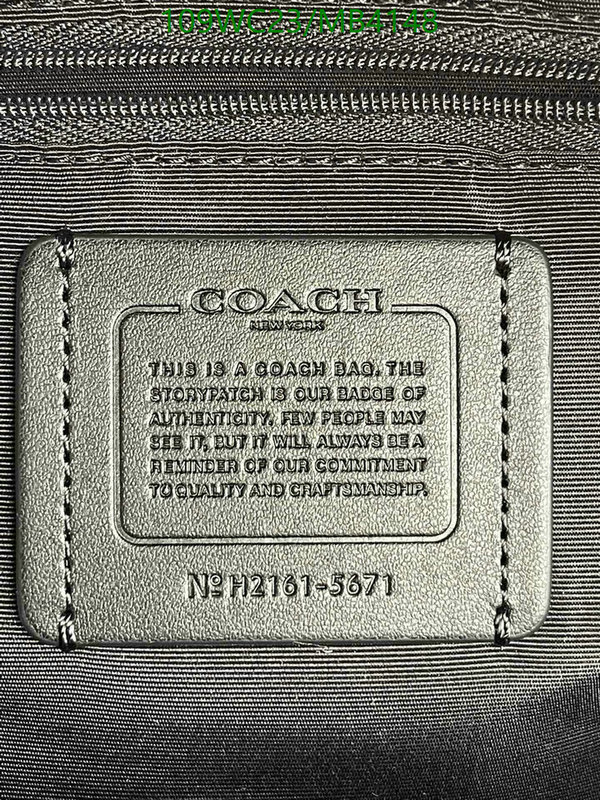 109WC23/MB4148
COACH
NEW YORK
THIS IS A COACH BAG. THE
STORYPATCH IS OUR BADGE OF
AUTHENTICITY. FEW PEOPLE MAY
SEE IT, BUT IT WILL ALWAYS BE A
REMINDER OF OUR COMMITMENT
TO QUALITY AND CRAFTSMANSHIP.
Nº H2161-5671